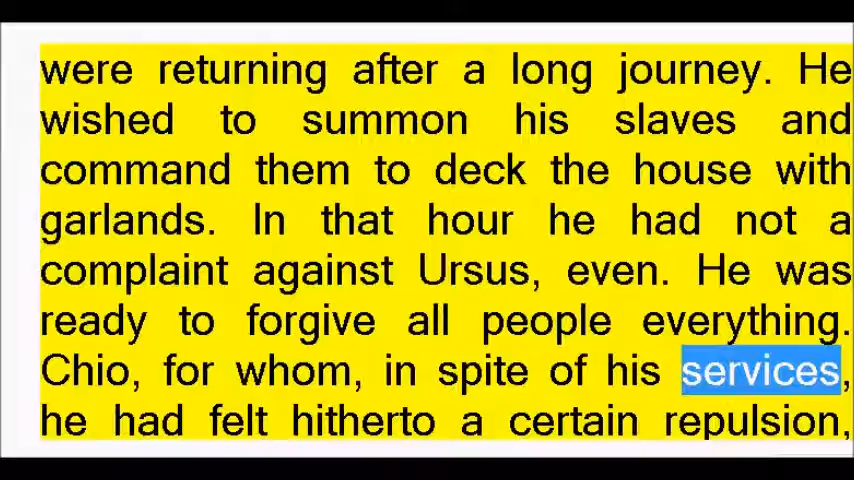 were returning after a long journey. He
wished to summon his slaves and
command them to deck the house with
garlands. In that hour he had not a
complaint against Ursus, even. He was
ready to forgive all people everything.
Chio, for whom, in spite of his services,
he had felt hitherto a certain repulsion,